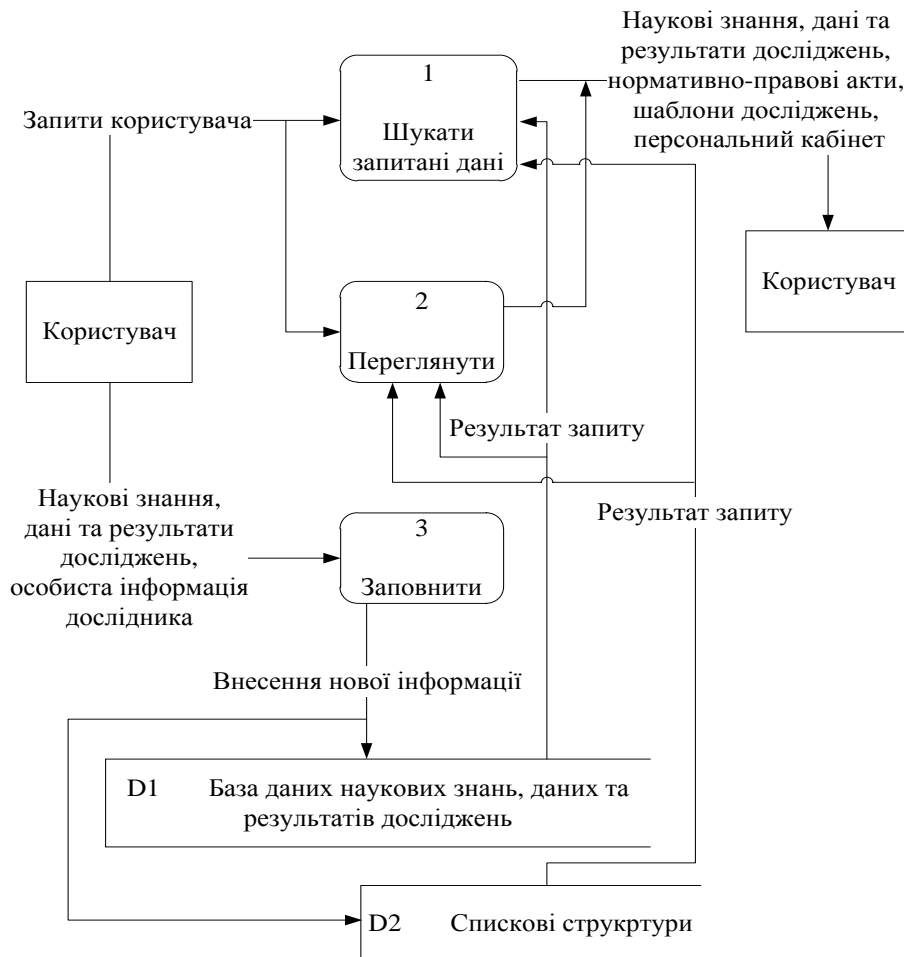 Наукові знання, дані та
результати досліджень,
нормативно-правові акти,
шаблони досліджень,
персональний кабінет
1
Шукати
запитані дані
Запити користувача
Користувач
Користувач
2
Переглянути
Результат запиту
Наукові знання,
дані та результати
досліджень,
особиста інформація
дослідника
3
Заповнити
Результат запиту
Внесення нової інформації
D1 База даних наукових знань, даних та
результатів досліджень
D2 Спискові струкртури